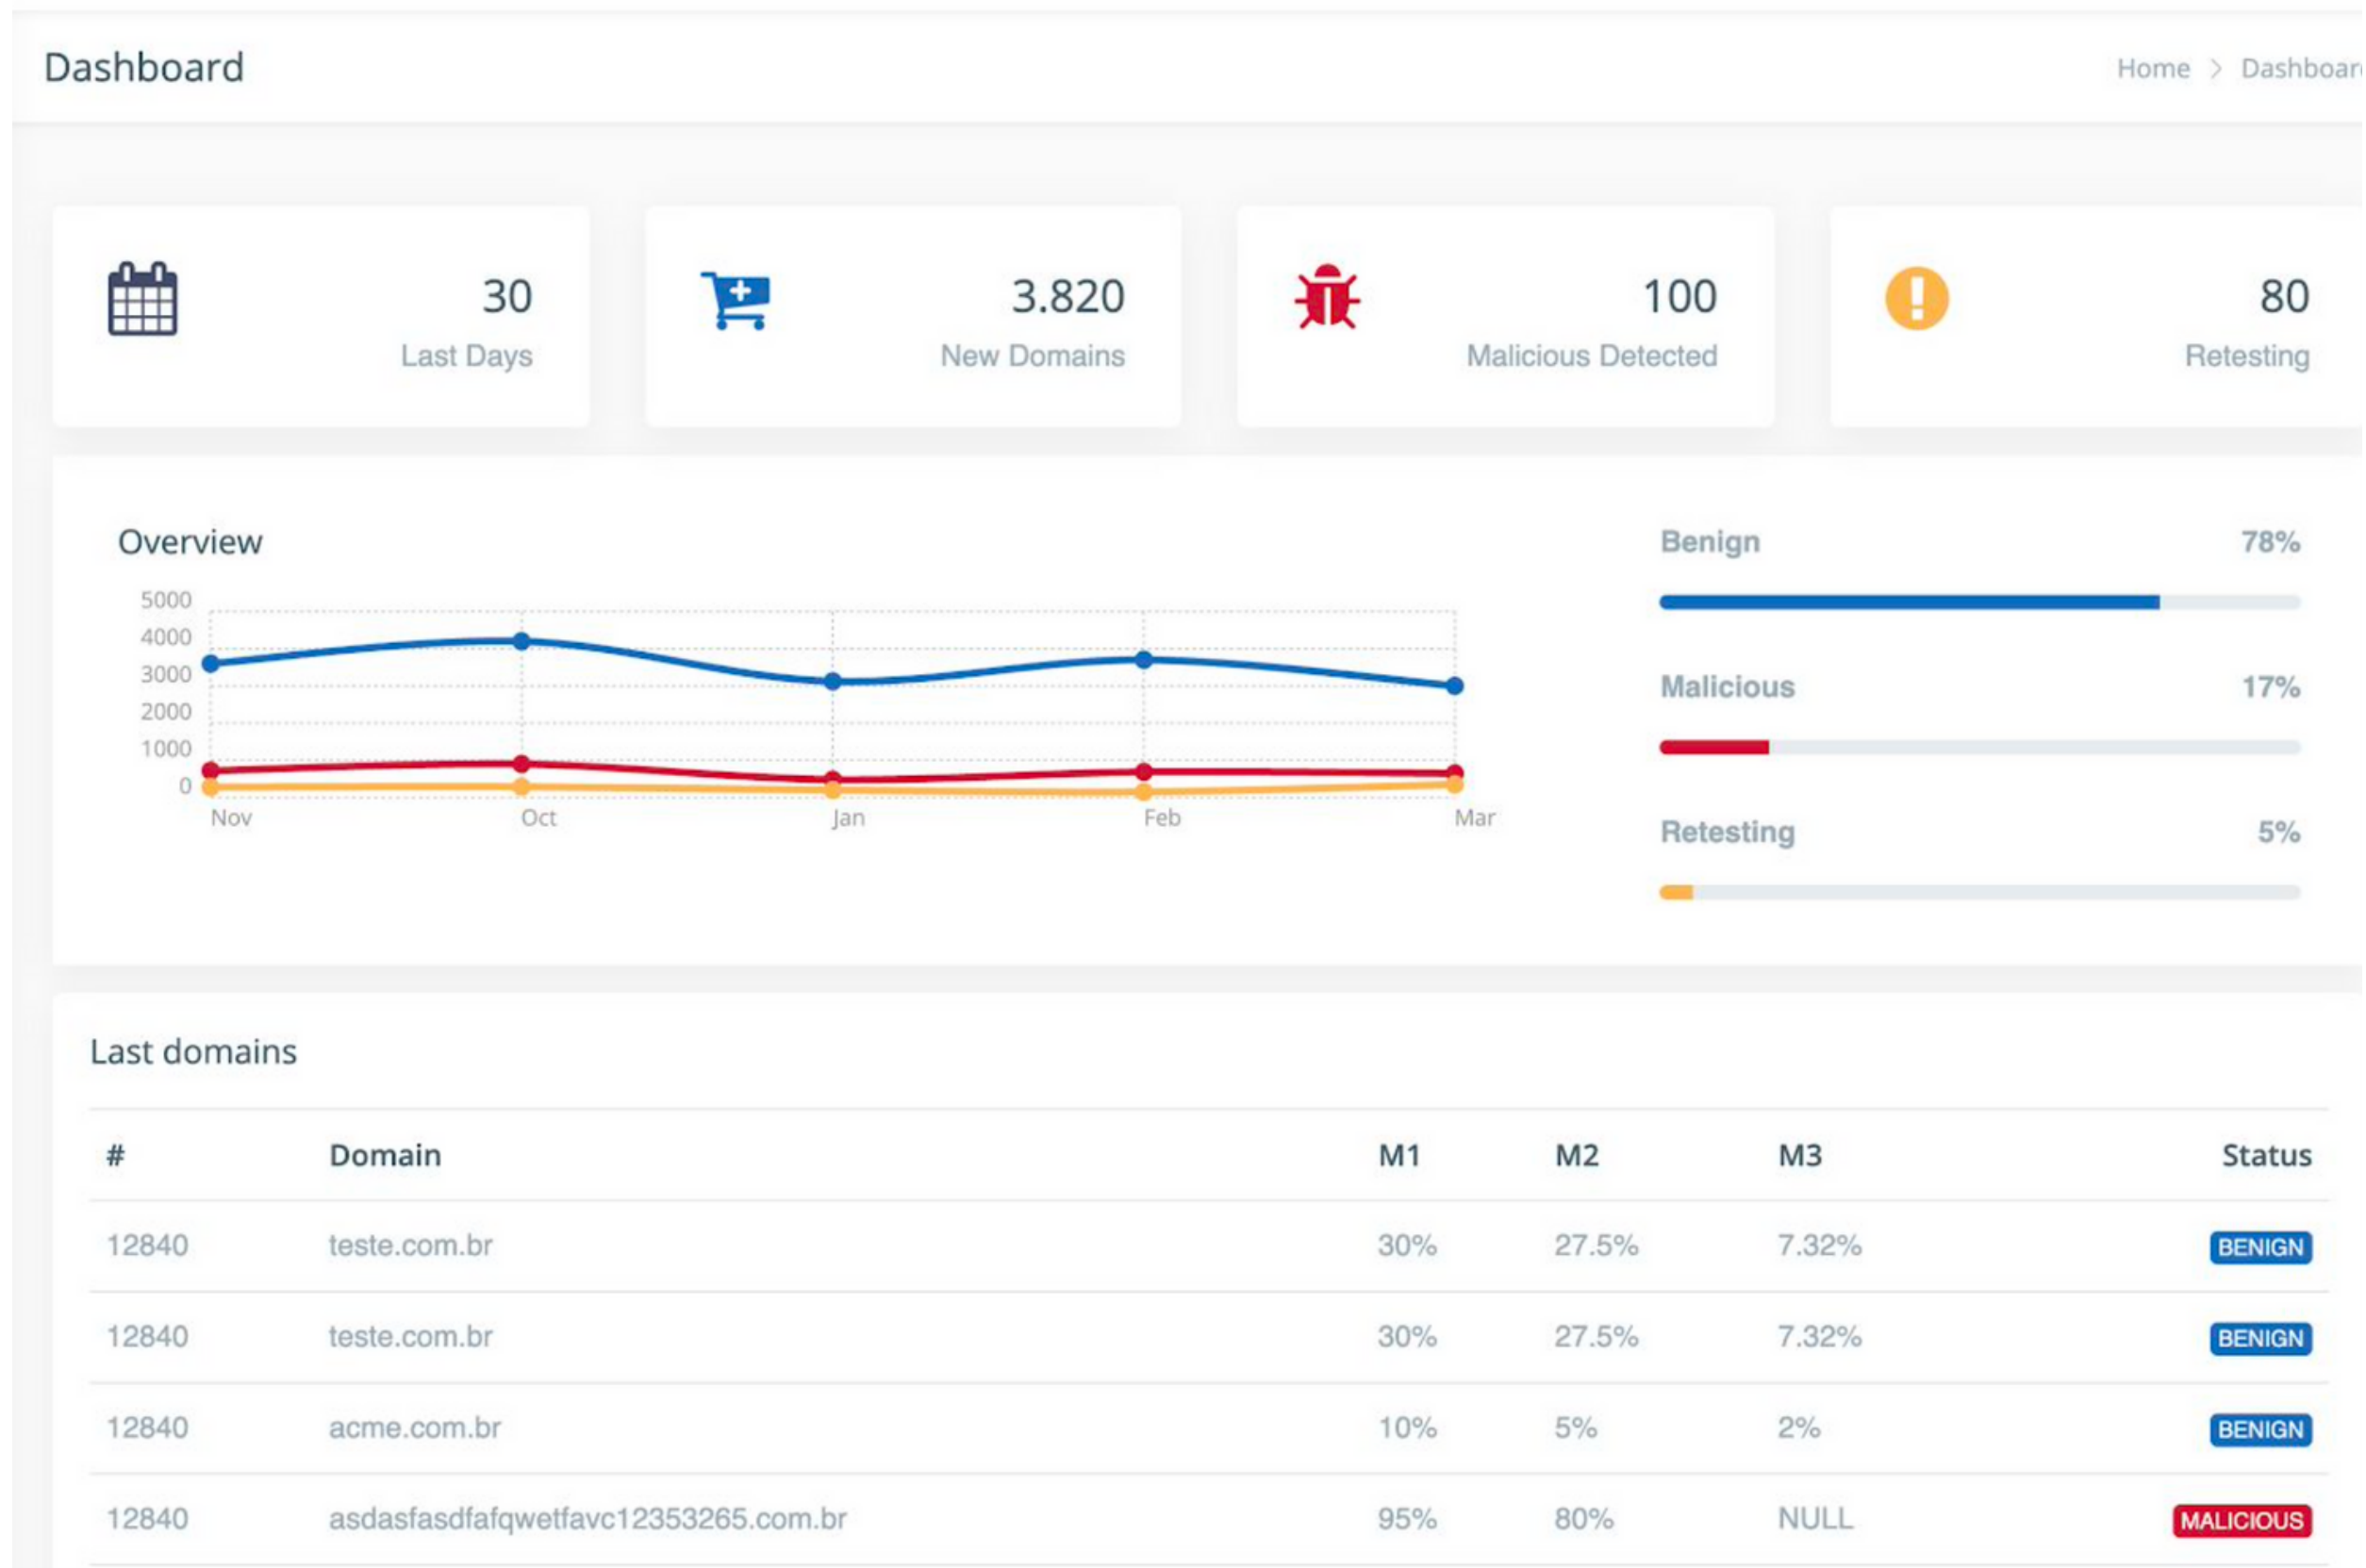 Dashboard
Home > Dashboar
30
Last Days
3.820
New Domains
100
Malicious Detected
80
Retesting
Overview
5000
4000
3000
2000
1000
0
Nov Oct Jan Feb Mar
Benign 78%
Malicious 17%
Retesting 5%
Last domains
# Domain M1 M2 M3 Status
12840 teste.com.br 30% 27.5% 7.32% BENIGN
12840 teste.com.br 30% 27.5% 7.32% BENIGN
12840 acme.com.br 10% 5% 2% BENIGN
12840 asdasfasdfafqwetfavc12353265.com.br 95% 80% NULL MALICIOUS